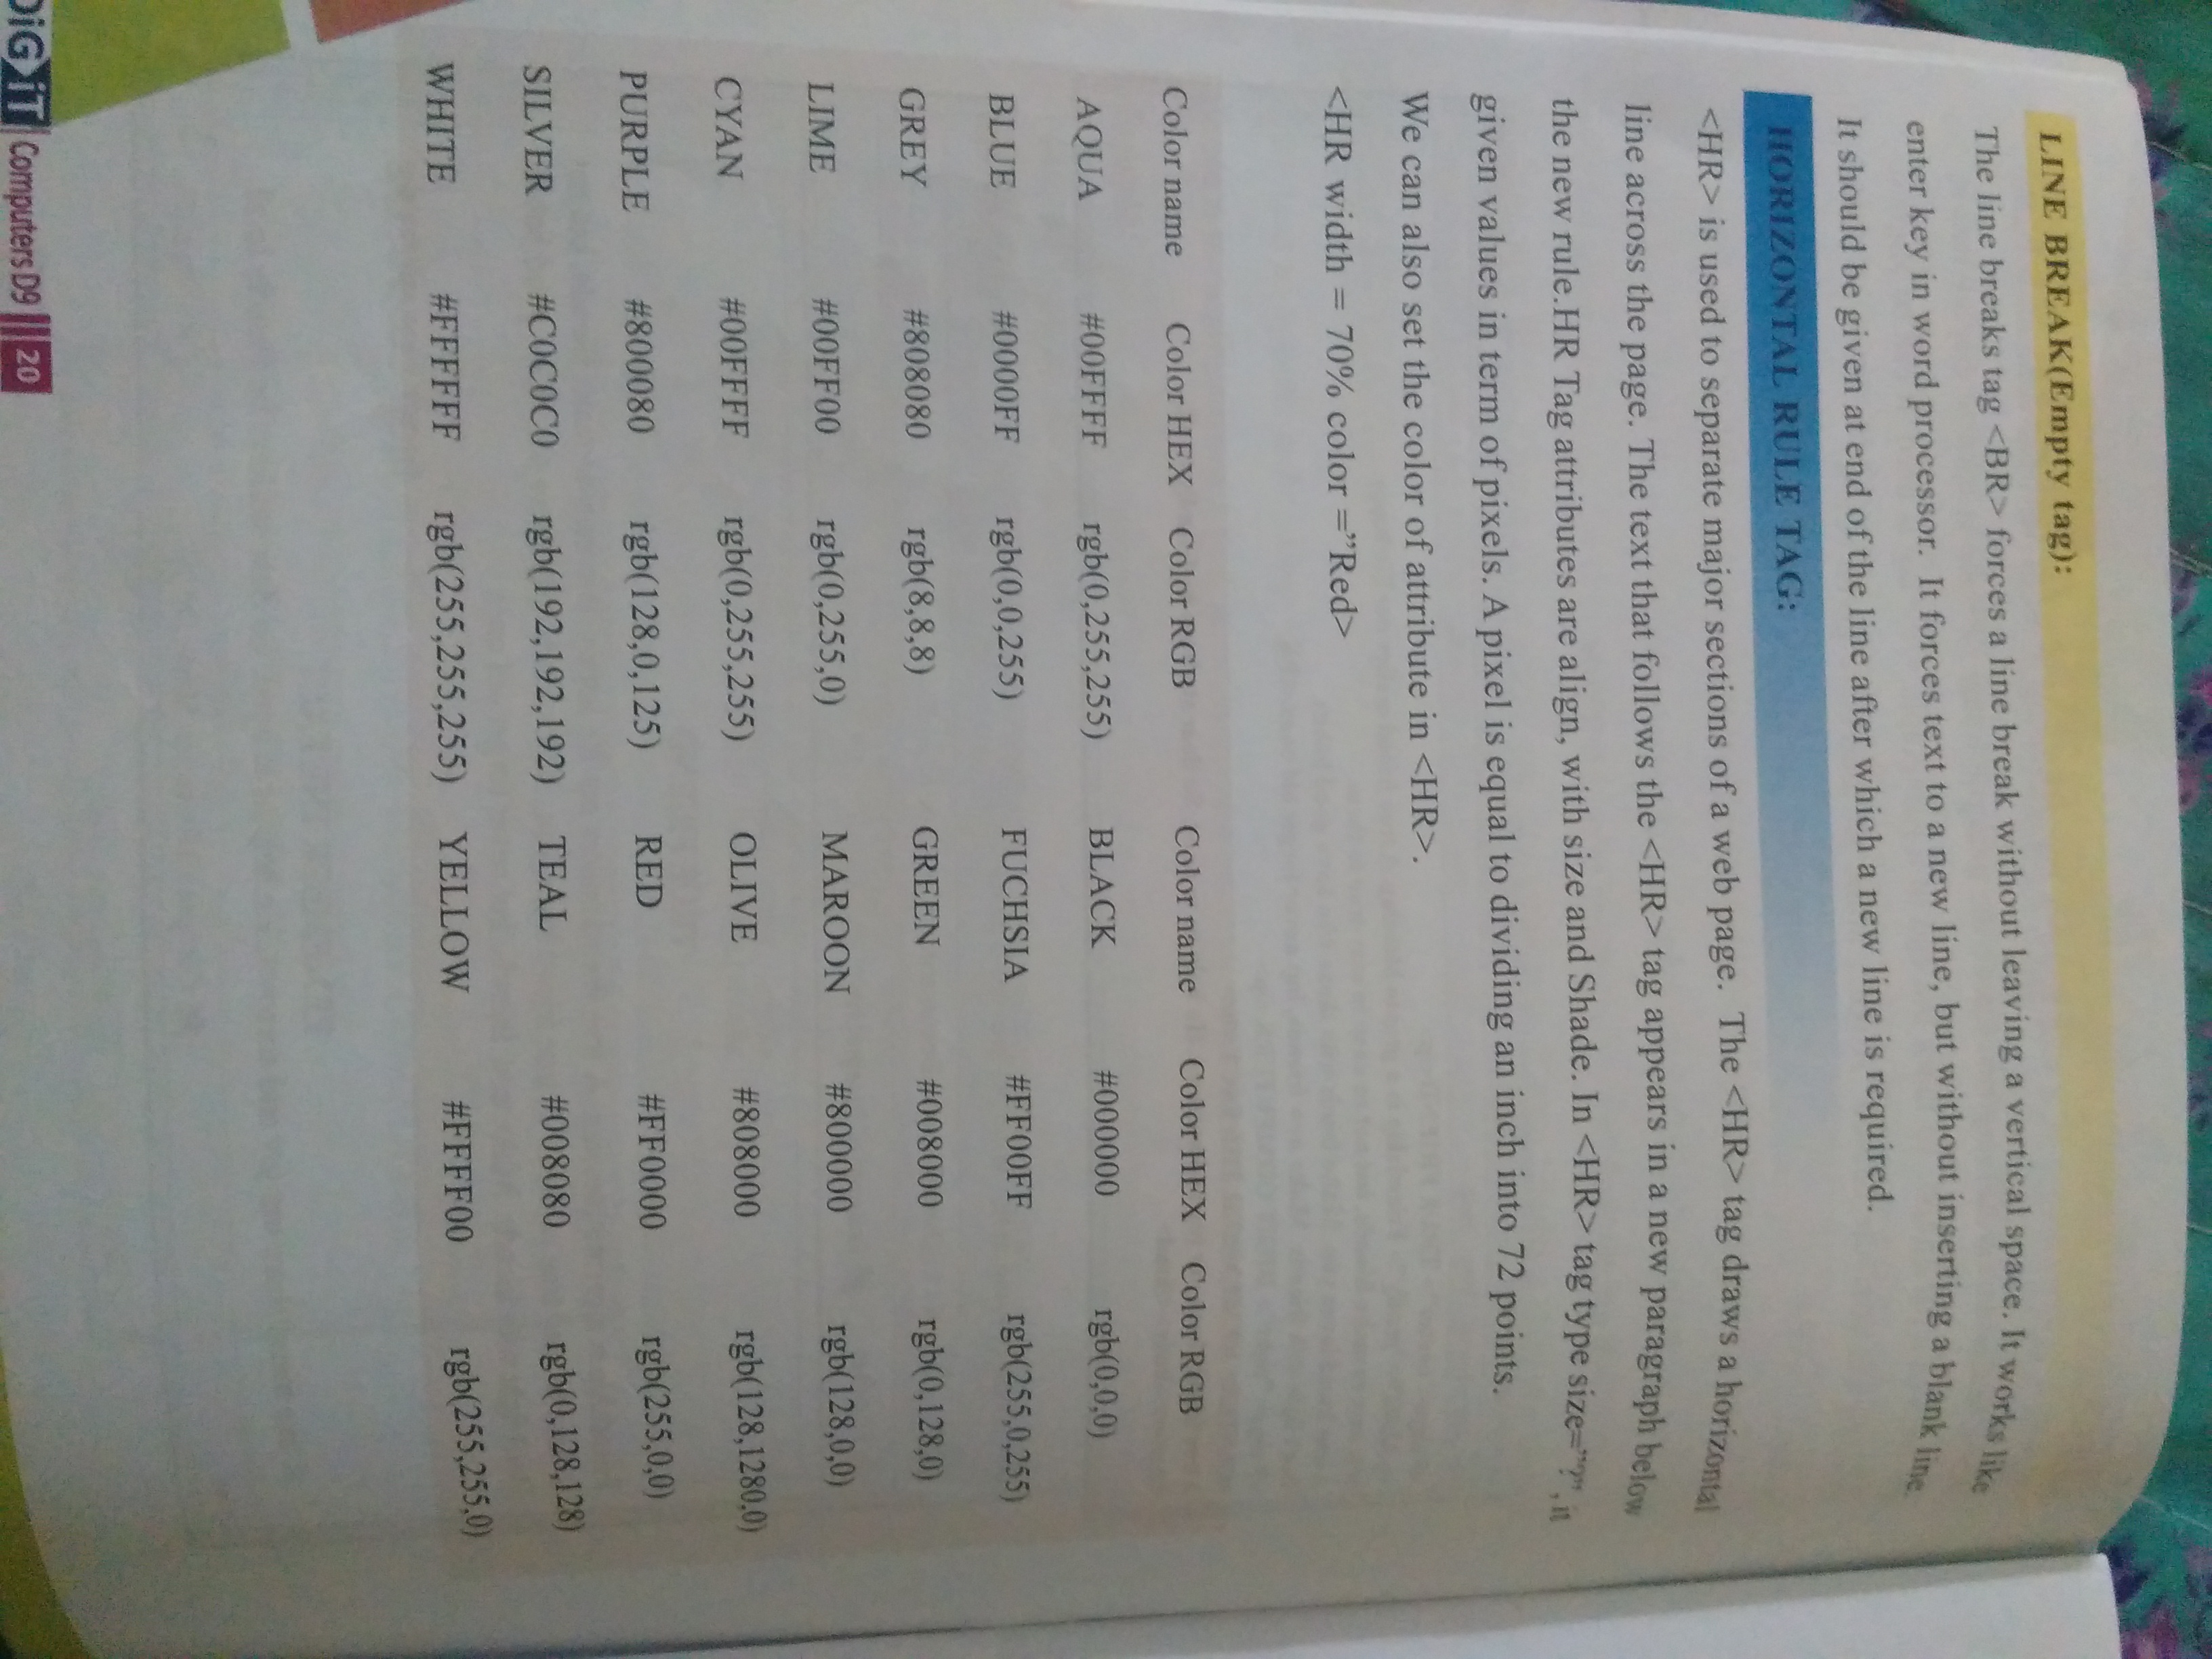 LINE BREAK(Empty tag):
The line breaks tag <BR> forces a line break without leaving a vertical space. It works like
enter key in word processor. It forces text to a new line, but without inserting a blank line
It should be given at end of the line after which a new line is required.
HORIZONTAL RULE TAG:
<HR> is used to separate major sections of a web page. The <HR> tag draws a horizontal
line across the page. The text that follows the <HR> tag appears in a new paragraph below
the new rule.HR Tag attributes are align, with size and Shade. In <HR> tag type size="?", it
given values in term of pixels. A pixel is equal to dividing an inch into 72 points.
We can also set the color of attribute in <HR>.
<HR width = 70% color =”Red>
Color name Color HEX Color RGB Color name Color HEX Color RGB
AQUA #00FFFF rgb(0,255,255) BLACK #000000 rgb(0,0,0)
BLUE #0000FF rgb(0,0,255) FUCHSIA #FF00FF rgb(255,0,255)
GREY #808080 rgb(8,8,8) GREEN #008000 rgb(0,128,0)
LIME #00FF00 rgb(0,255,0) MAROON #800000 rgb(128,0,0)
CYAN #00FFFF rgb(0,255,255) OLIVE #808000 rgb(128,1280,0)
PURPLE #800080 rgb(128,0,125) RED #FF0000 rgb(255,0,0)
SILVER #C0C0C0 rgb(192,192,192) TEAL #008080 rgb(0,128,128)
WHITE #FFFFFF rgb(255,255,255) YELLOW #FFFF00 rgb(255,255,0)
DiGiT Computers D9 20